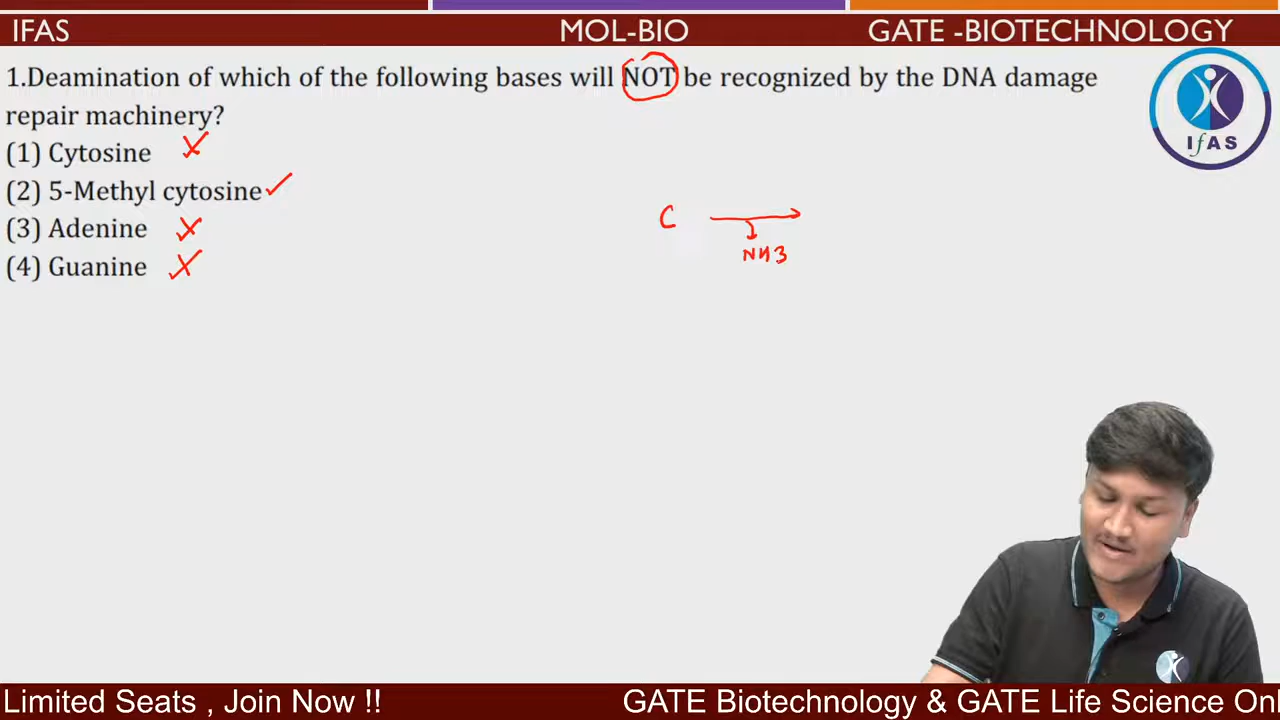 IFAS MOL-BIO GATE -BIOTECHNOLOGY
1.Deamination of which of the following bases will NOT be recognized by the DNA damage
repair machinery?
(1) Cytosine
(2) 5-Methyl cytosine
(3) Adenine
(4) Guanine
IfAS
C
NH3
Limited Seats , Join Now !! GATE Biotechnology & GATE Life Science Onl